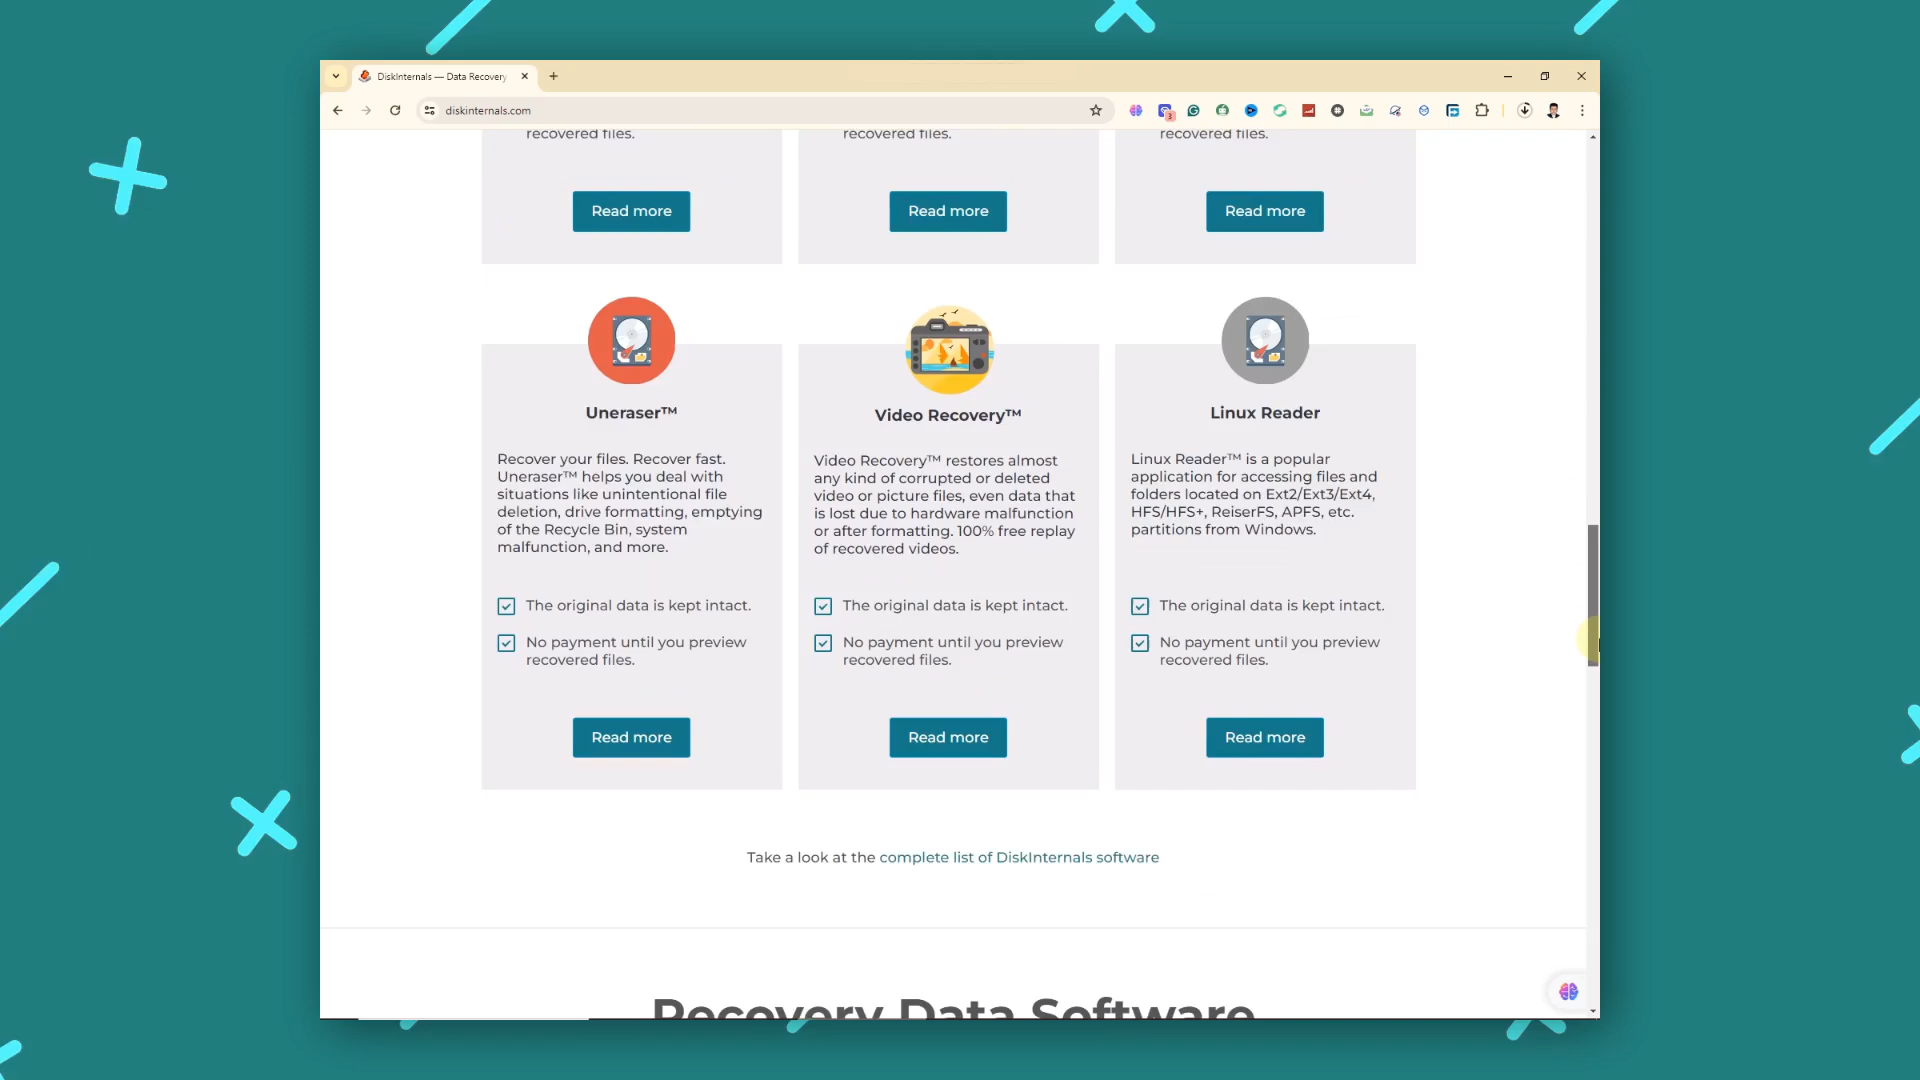 DiskInternals — Data Recovery
diskinternals.com
3
recovered files.
recovered files.
recovered files.
Read more
Read more
Read more
Uneraser™
Recover your files. Recover fast.
Uneraser™ helps you deal with
situations like unintentional file
deletion, drive formatting, emptying
of the Recycle Bin, system
malfunction, and more.
The original data is kept intact.
No payment until you preview
recovered files.
Read more
Video Recovery™
Video Recovery™ restores almost
any kind of corrupted or deleted
video or picture files, even data that
is lost due to hardware malfunction
or after formatting. 100% free replay
of recovered videos.
The original data is kept intact.
No payment until you preview
recovered files.
Read more
Linux Reader
Linux Reader™ is a popular
application for accessing files and
folders located on Ext2/Ext3/Ext4,
HFS/HFS+, ReiserFS, APFS, etc.
partitions from Windows.
The original data is kept intact.
No payment until you preview
recovered files.
Read more
Take a look at the complete list of DiskInternals software
Recovery Data Software